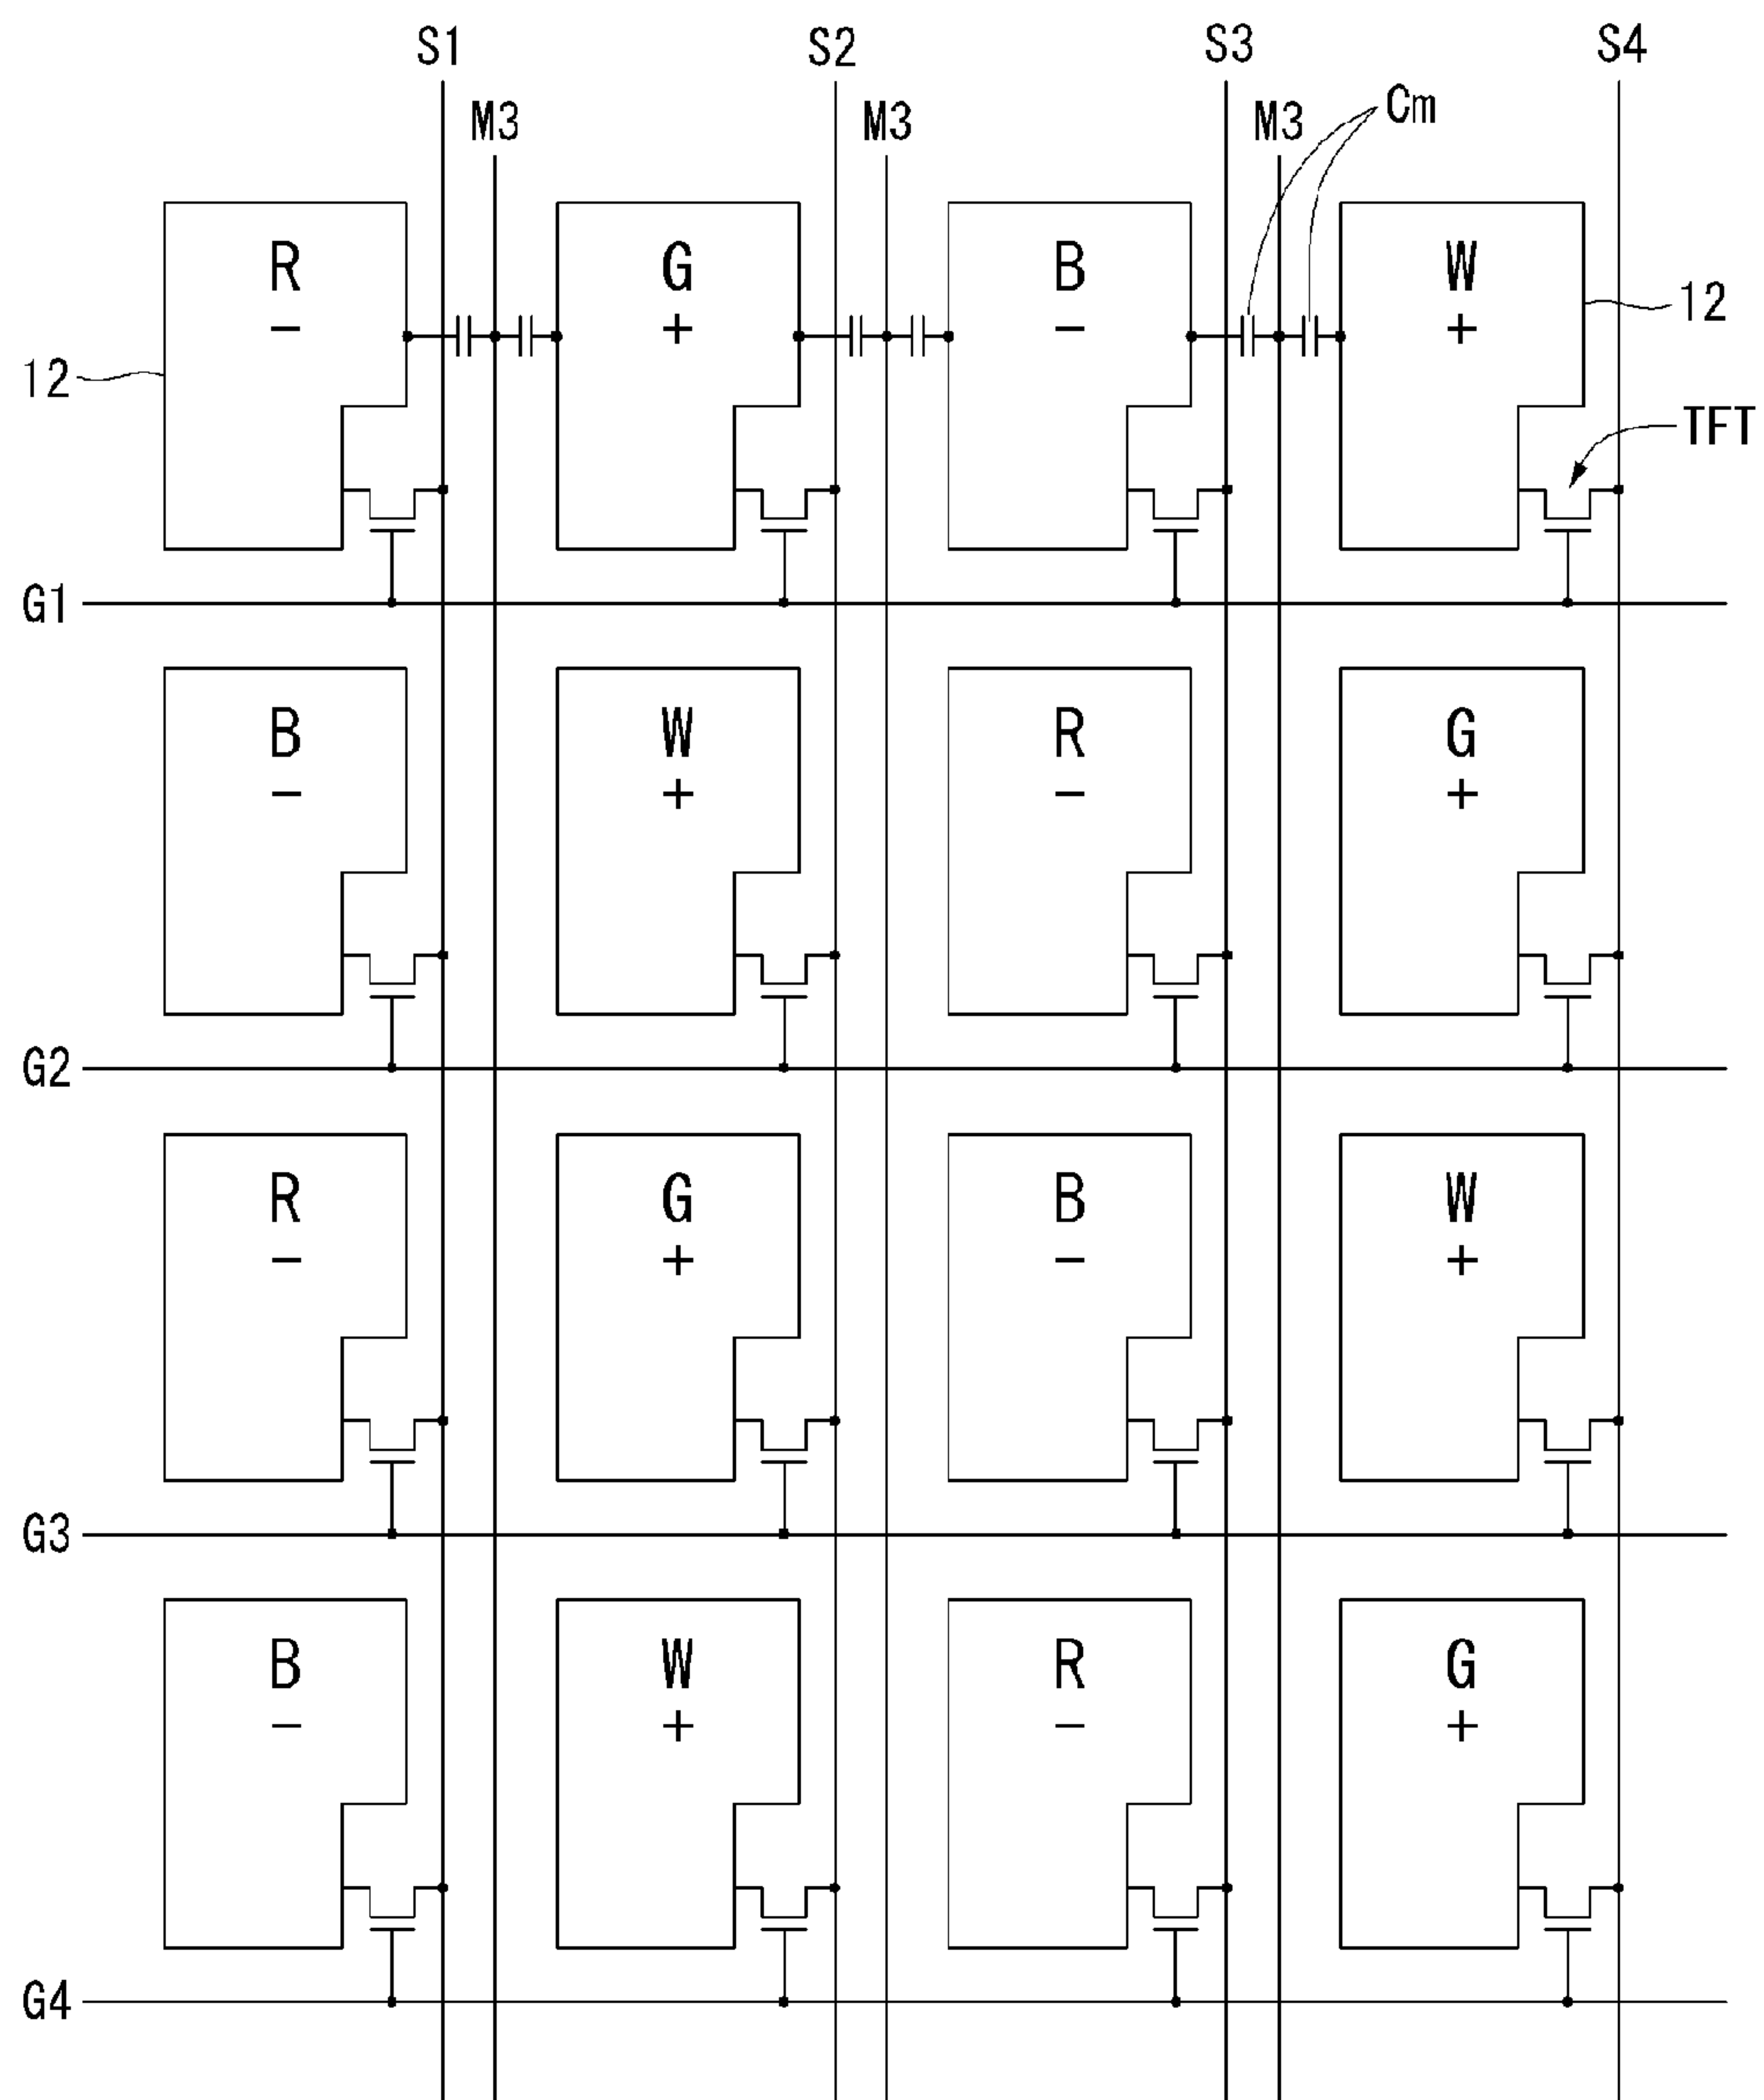 S1 S2 S3 S4
M3 M3 M3 Cm
R G B W
− + − +
12
12
TFT
G1
B W R G
− + − +
G2
R G B W
− + − +
G3
B W R G
− + − +
G4